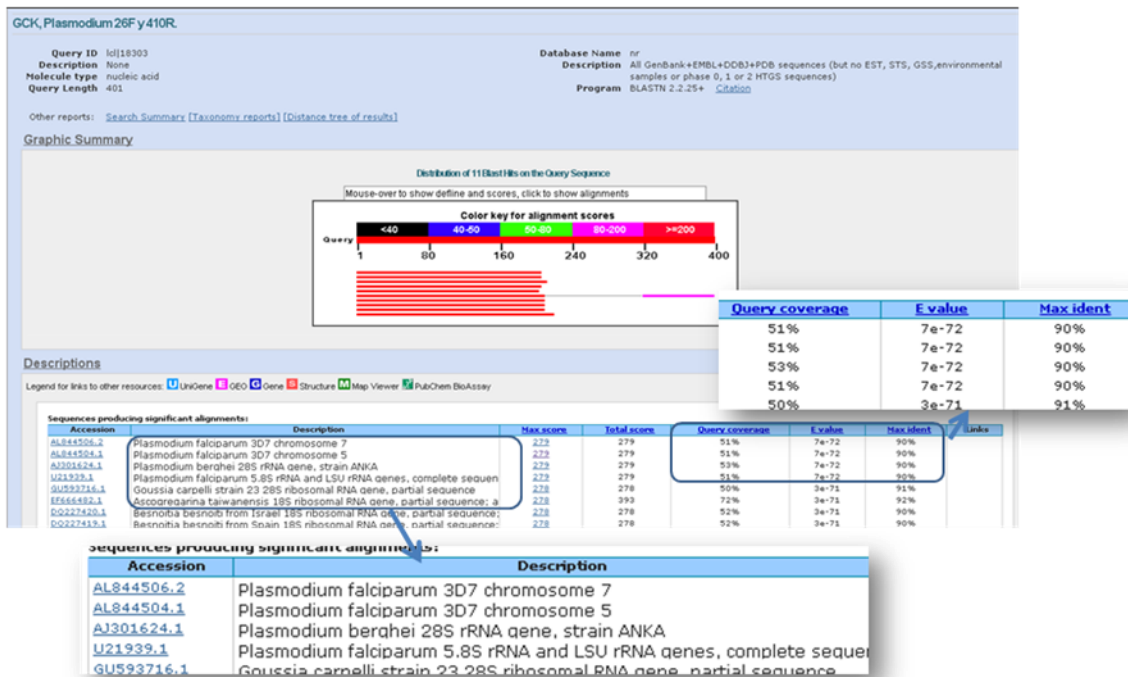 GCK, Plasmodium 26F y 410R.
Query ID lcl|18303
Description None
Molecule type nucleic acid
Query Length 401
Database Name nr
Description All GenBank+EMBL+DDBJ+PDB sequences (but no EST, STS, GSS,environmental
samples or phase 0, 1 or 2 HTGS sequences)
Program BLASTN 2.2.25+ Citation
Other reports: Search Summary [Taxonomy reports] [Distance tree of results]
Graphic Summary
Distribution of 11 Blast Hits on the Query Sequence
Mouse-over to show defline and scores, click to show alignments
Color key for alignment scores
<40 40-50 50-80 80-200 >=200
Query
1 80 160 240 320 400
Query coverage E value Max ident
51% 7e-72 90%
51% 7e-72 90%
53% 7e-72 90%
51% 7e-72 90%
50% 3e-71 91%
Descriptions
Legend for links to other resources: U UniGene E GEO G Gene S Structure M Map Viewer PubChem BioAssay
Sequences producing significant alignments:
Accession Description Max score Total score Query coverage E value Max ident Links
AL844506.2 Plasmodium falciparum 3D7 chromosome 7 279 279 51% 7e-72 90%
AL844504.1 Plasmodium falciparum 3D7 chromosome 5 279 279 51% 7e-72 90%
AJ301624.1 Plasmodium berghei 28S rRNA gene, strain ANKA 279 279 53% 7e-72 90%
U21939.1 Plasmodium falciparum 5.8S rRNA and LSU rRNA genes, complete sequen 279 279 51% 7e-72 90%
GU593716.1 Goussia carpelli strain 23 28S ribosomal RNA gene, partial sequence 278 278 50% 3e-71 91%
EF666482.1 Ascogregarina taiwanensis 18S ribosomal RNA gene, partial sequence; a 278 393 72% 3e-71 92%
DQ227420.1 Besnoitia besnoiti from Israel 18S ribosomal RNA gene, partial sequence; 278 278 52% 3e-71 90%
DQ227419.1 Besnoitia besnoiti from Spain 18S ribosomal RNA gene, partial sequence; 278 278 52% 3e-71 90%
Sequences producing significant alignments:
Accession Description
AL844506.2 Plasmodium falciparum 3D7 chromosome 7
AL844504.1 Plasmodium falciparum 3D7 chromosome 5
AJ301624.1 Plasmodium berghei 28S rRNA gene, strain ANKA
U21939.1 Plasmodium falciparum 5.8S rRNA and LSU rRNA genes, complete sequen
GU593716.1 Goussia carpelli strain 23 28S ribosomal RNA gene, partial sequence